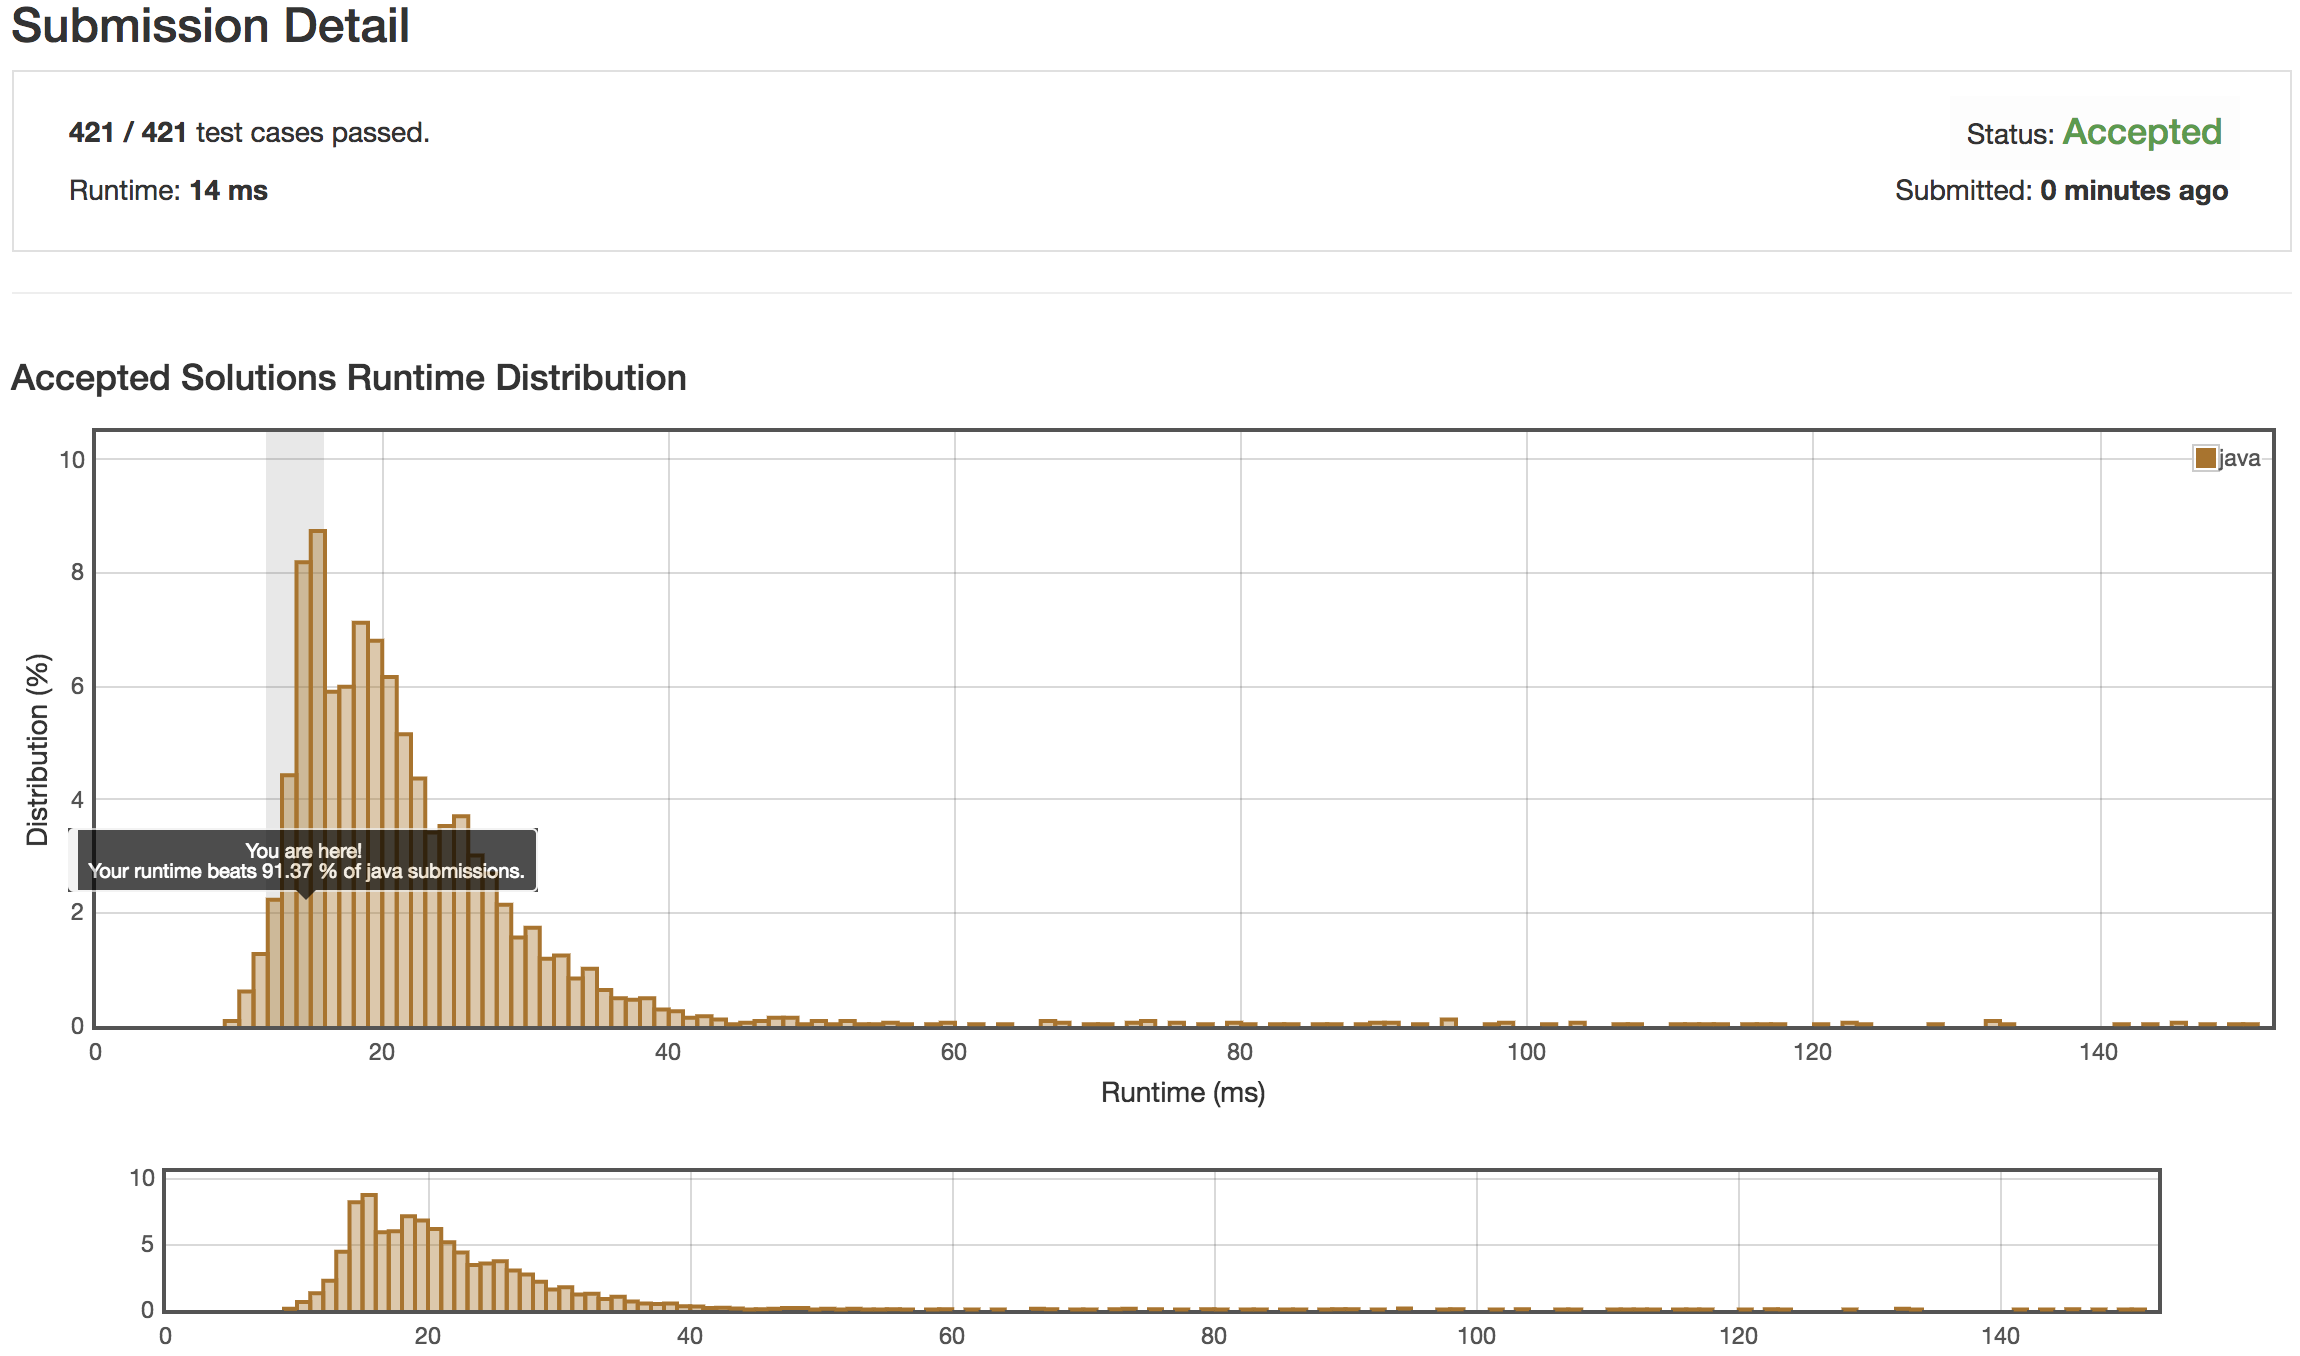 Submission Detail
421 / 421 test cases passed.
Status: Accepted
Runtime: 14 ms
Submitted: 0 minutes ago
Accepted Solutions Runtime Distribution
10
8
6
4
2
0
Distribution (%)
java
You are here!
Your runtime beats 91.37 % of java submissions.
0 20 40 60 80 100 120 140
Runtime (ms)
10
5
0
0 20 40 60 80 100 120 140